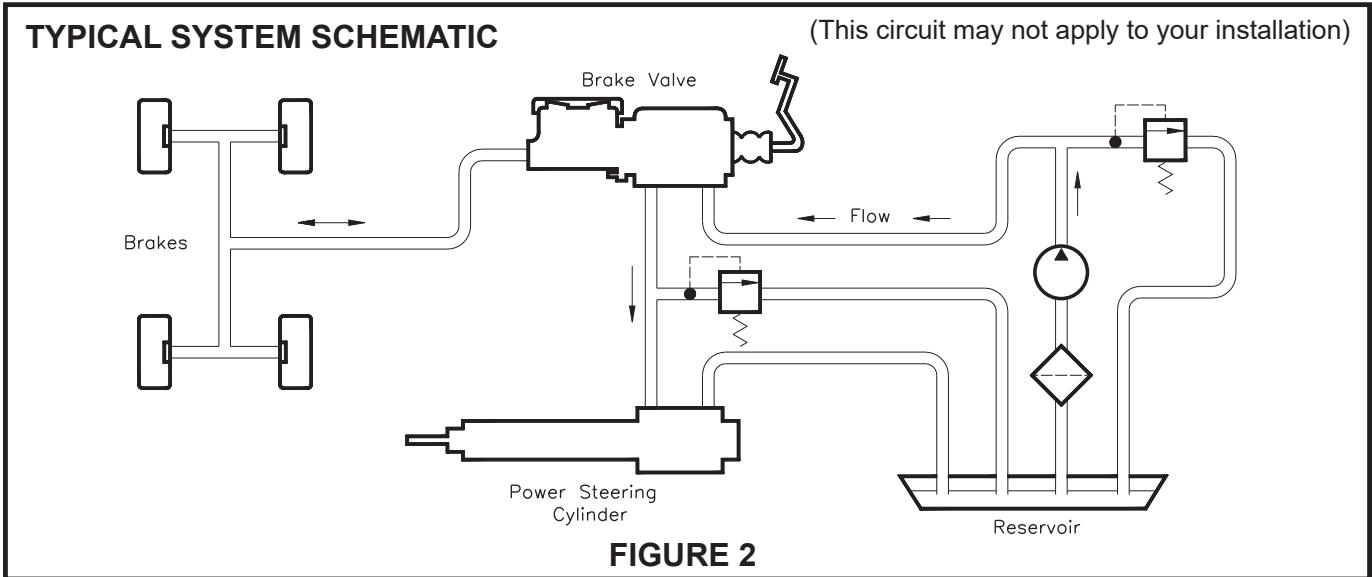 TYPICAL SYSTEM SCHEMATIC
(This circuit may not apply to your installation)
Brake Valve
Flow
Brakes
Power Steering
Cylinder
Reservoir
FIGURE 2